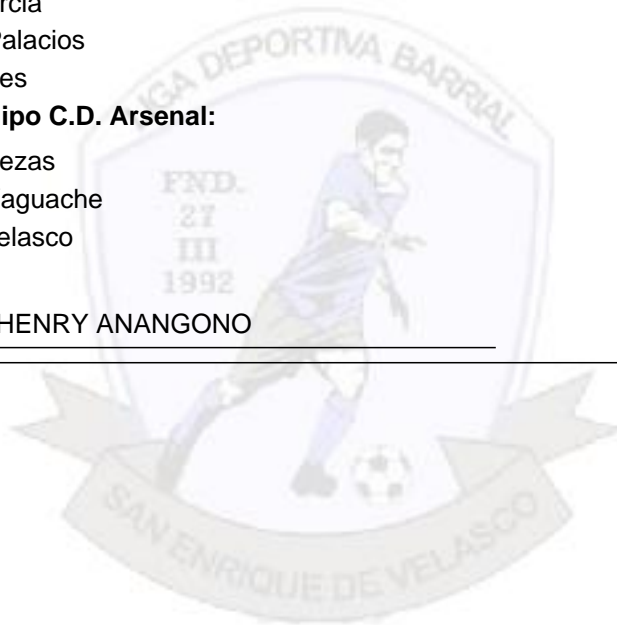 rcía
Palacios
es
ipo C.D. Arsenal:
ezas
aguache
elasco
HENRY ANANGONO
LIGA DEPORTIVA BARRIAL
FND.
27
III
1992
SAN ENRIQUE DE VELASCO